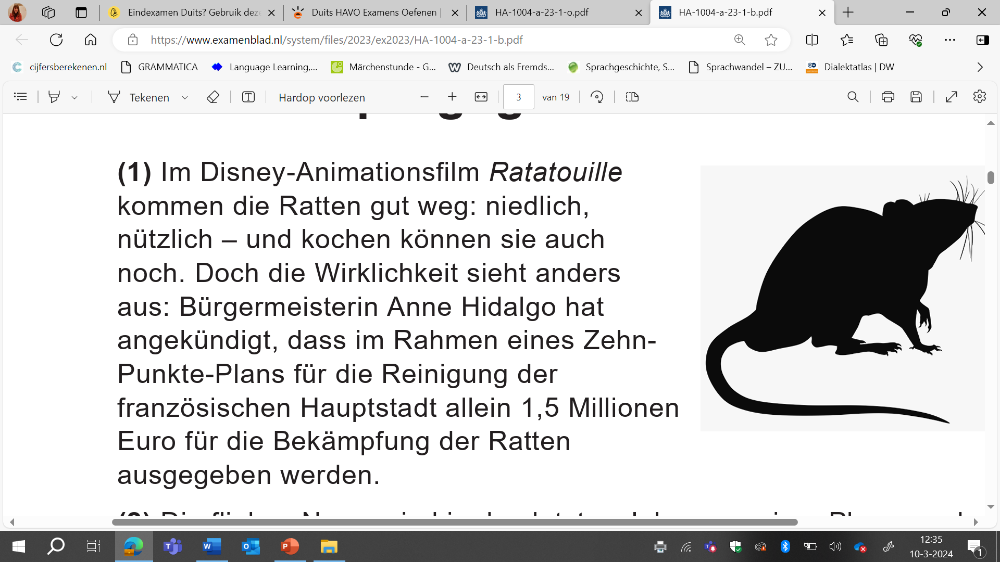 Eindexamen Duits? Gebruik deze
Duits HAVO Examens Oefenen |
HA-1004-a-23-1-o.pdf
HA-1004-a-23-1-b.pdf
https://www.examenblad.nl/system/files/2023/ex2023/HA-1004-a-23-1-b.pdf
cijfersberekenen.nl
GRAMMATICA
Language Learning,...
Märchenstunde - G...
Deutsch als Fremds...
Sprachgeschichte, S...
Sprachwandel – ZU...
Dialektatlas | DW
Tekenen
Hardop voorlezen
3
van 19
(1) Im Disney-Animationsfilm Ratatouille
kommen die Ratten gut weg: niedlich,
nützlich – und kochen können sie auch
noch. Doch die Wirklichkeit sieht anders
aus: Bürgermeisterin Anne Hidalgo hat
angekündigt, dass im Rahmen eines Zehn-
Punkte-Plans für die Reinigung der
französischen Hauptstadt allein 1,5 Millionen
Euro für die Bekämpfung der Ratten
ausgegeben werden.
12:35
10-3-2024
1